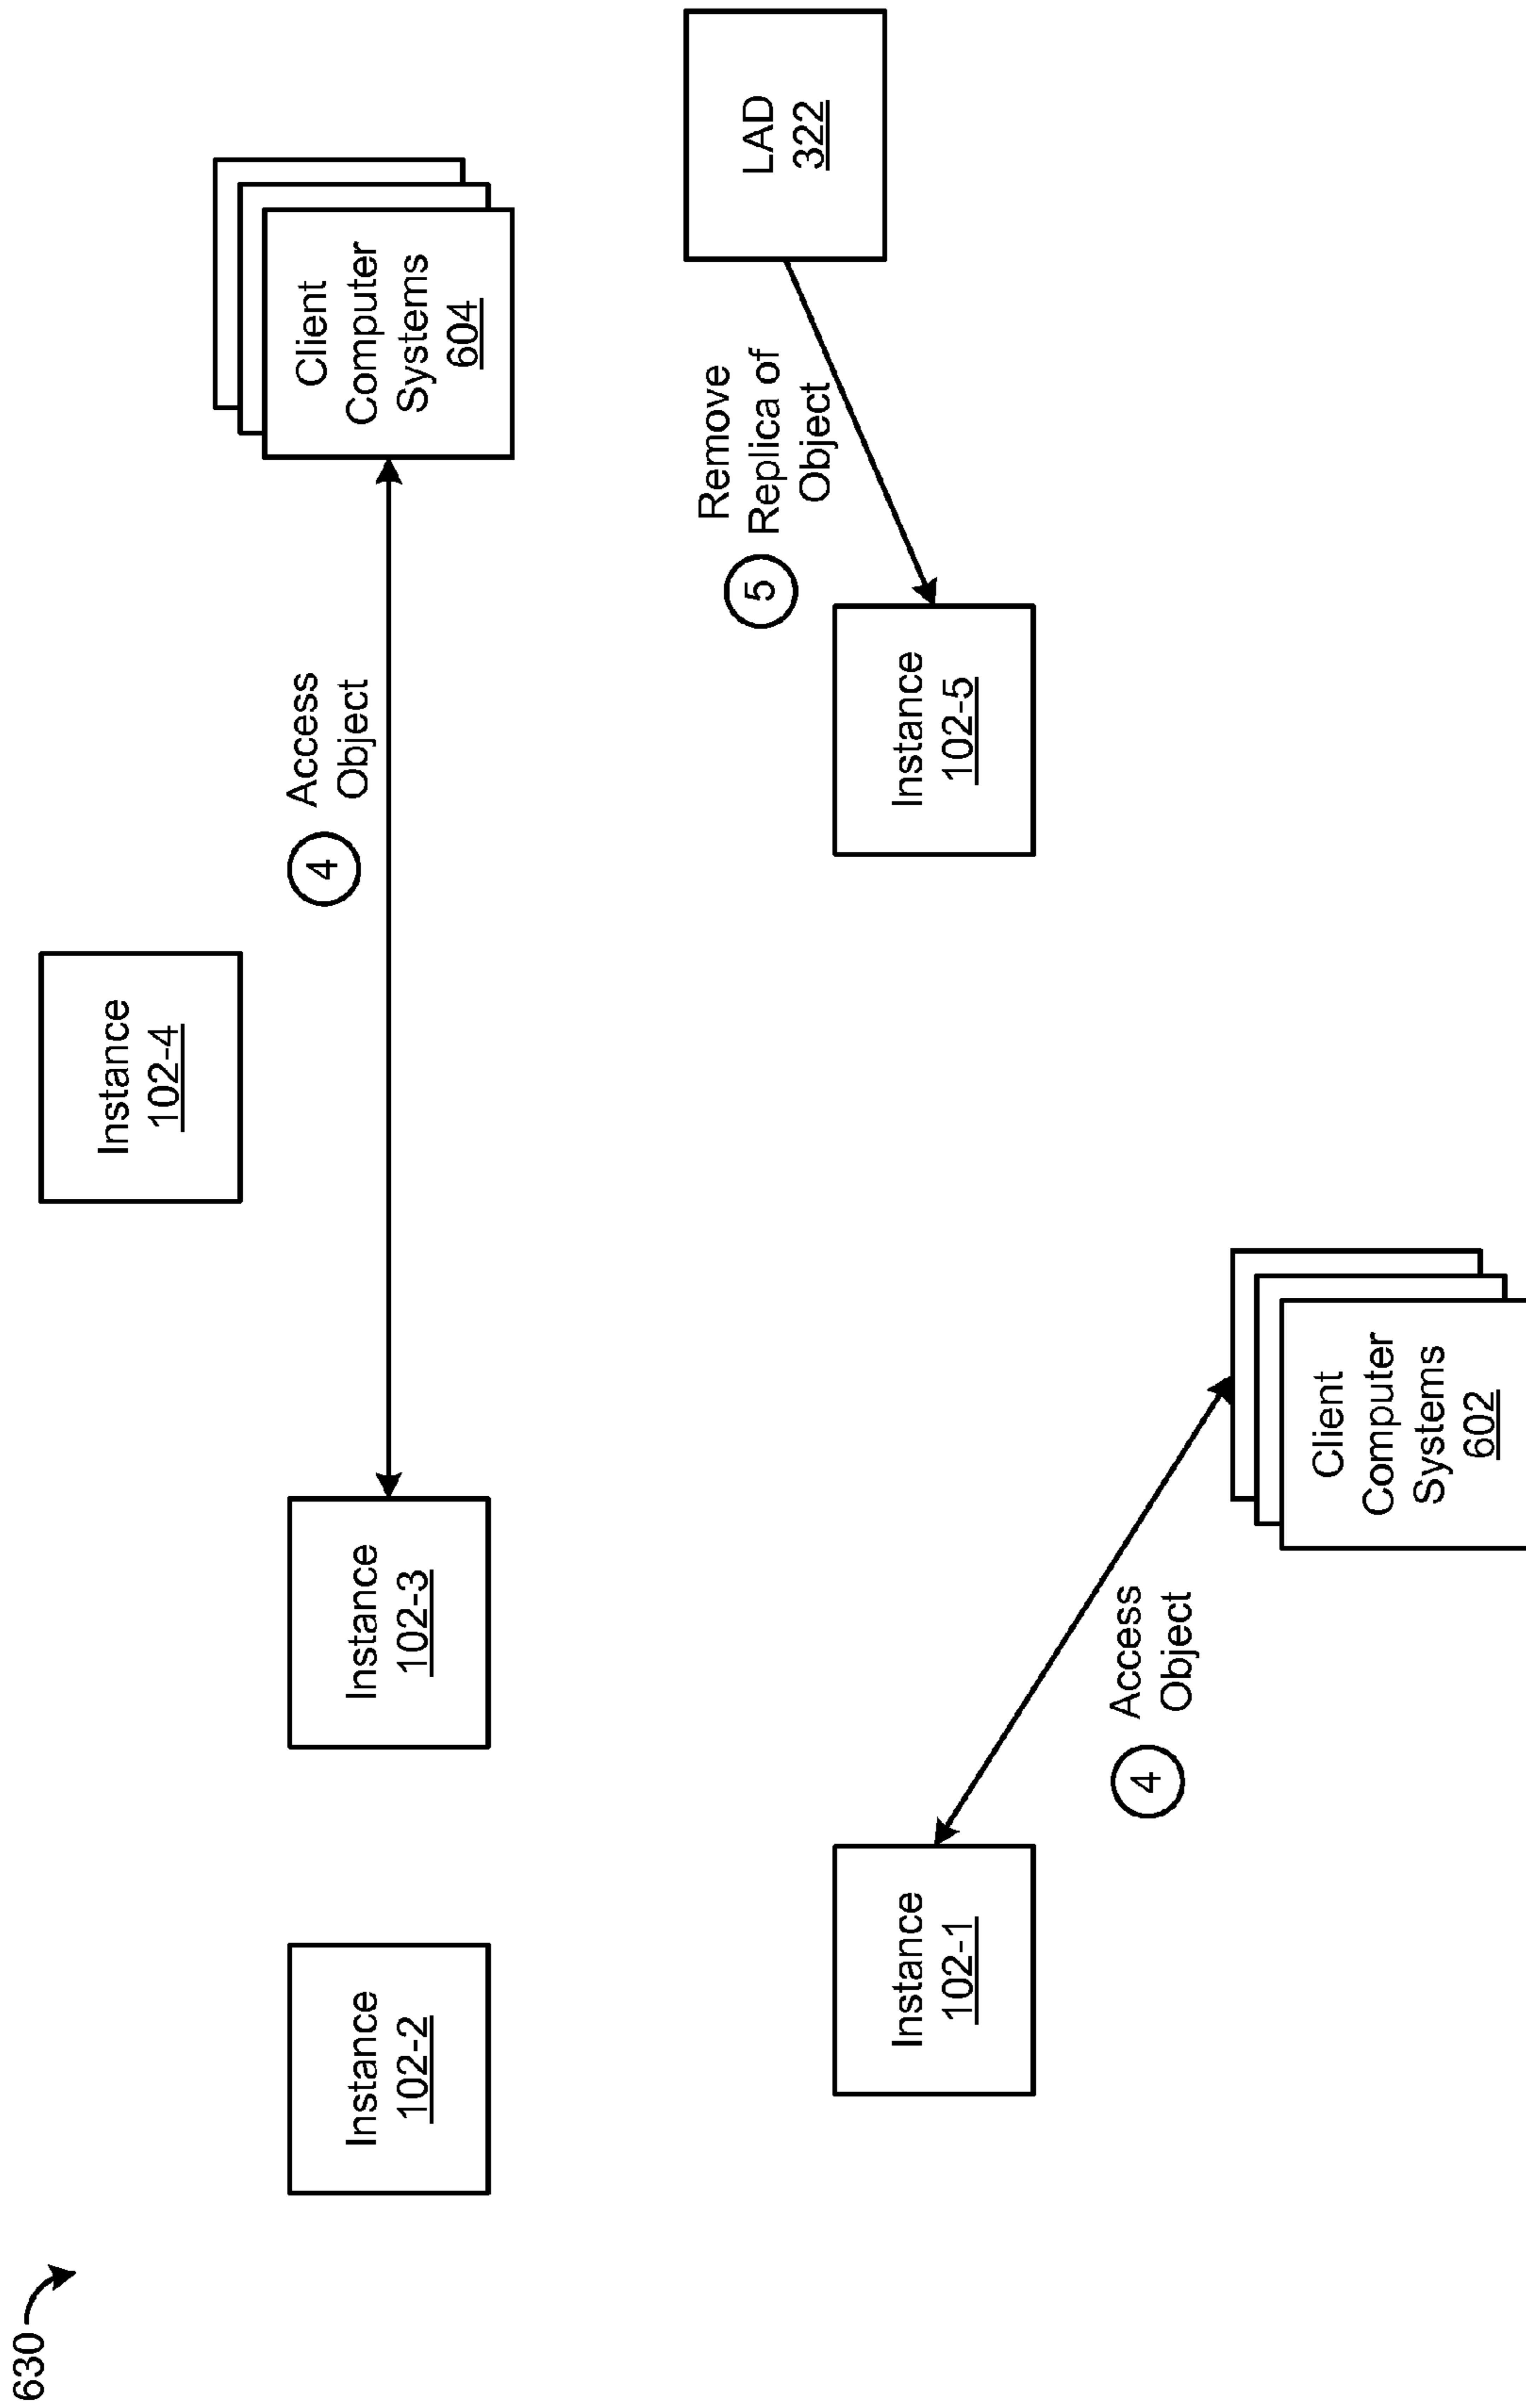 630
Instance
102-4
Instance
102-2
Instance
102-3
4
Access
Object
Client
Computer
Systems
604
5
Remove
Replica of
Object
LAD
322
Instance
102-1
Instance
102-5
4
Access
Object
Client
Computer
Systems
602